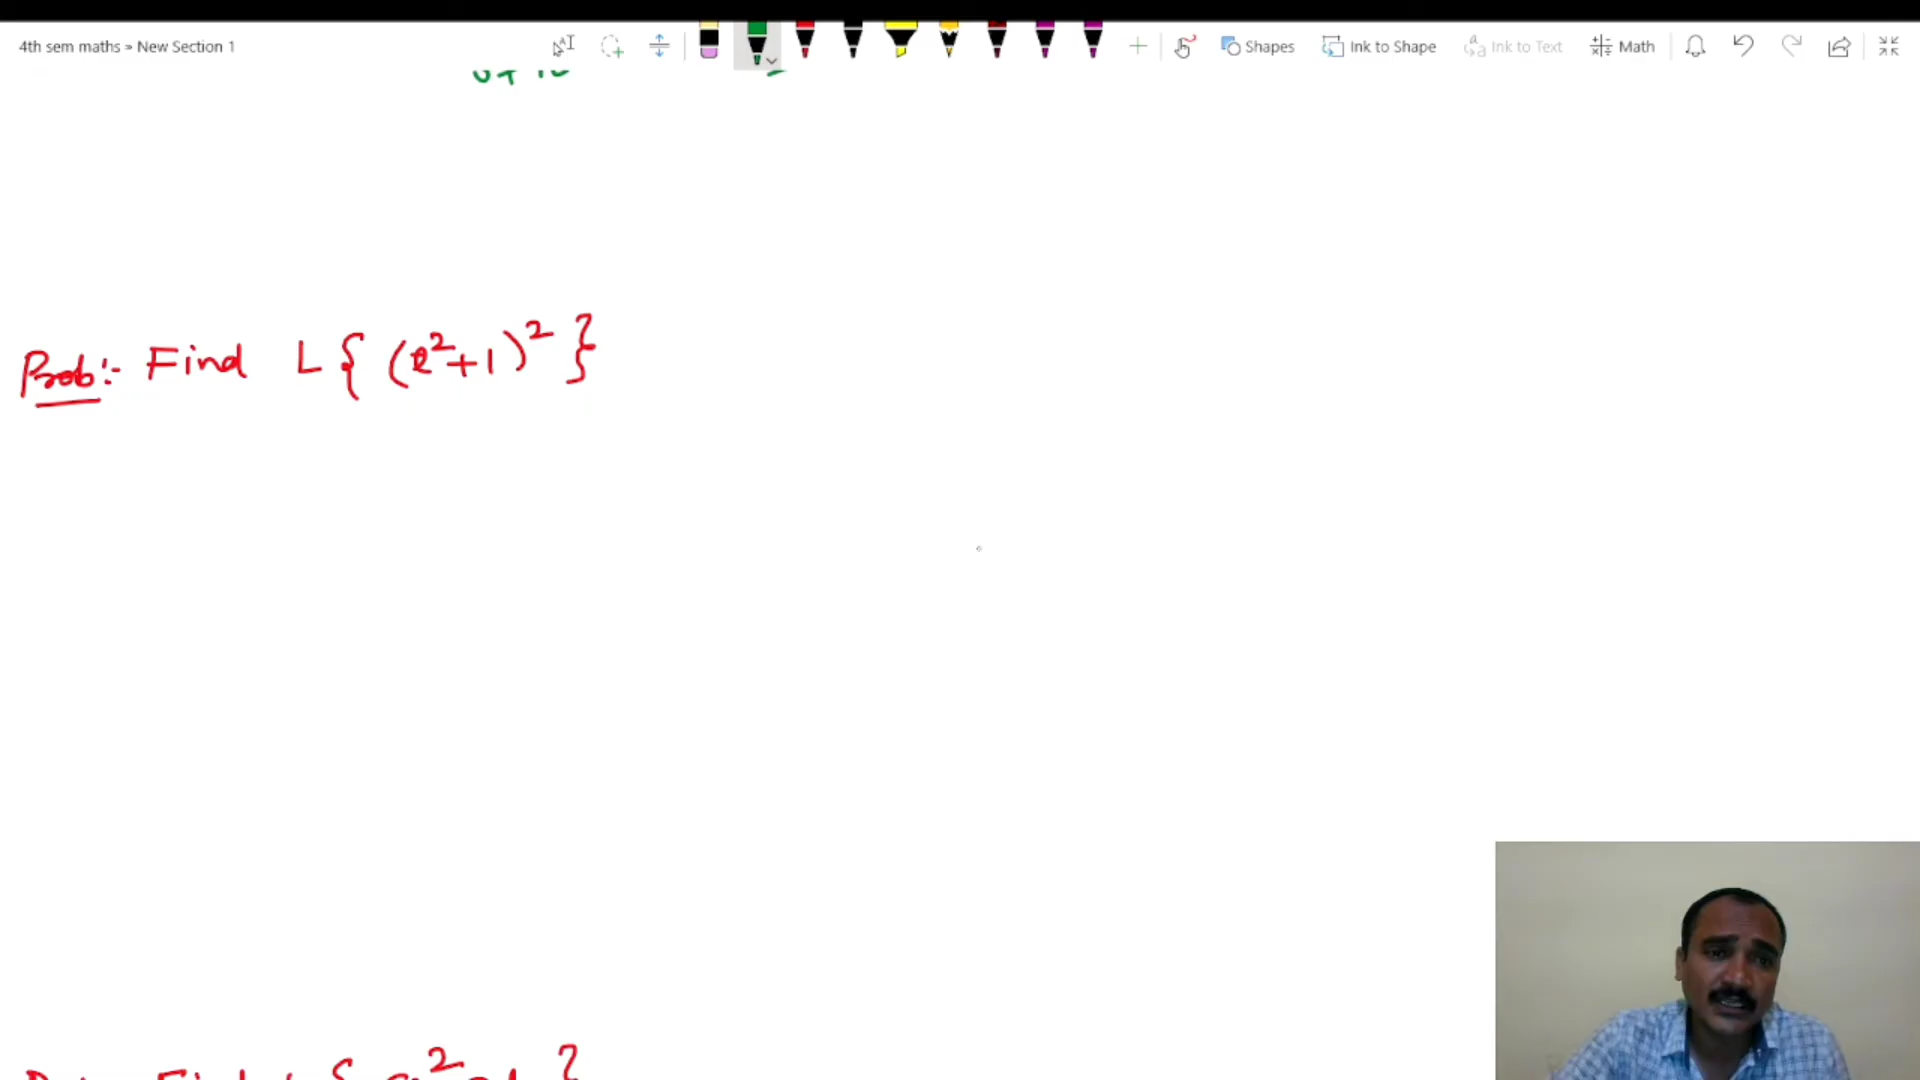 4th sem maths » New Section 1
Shapes
Ink to Shape
Ink to Text
Math
Prob:- Find L{(t²+1)²}